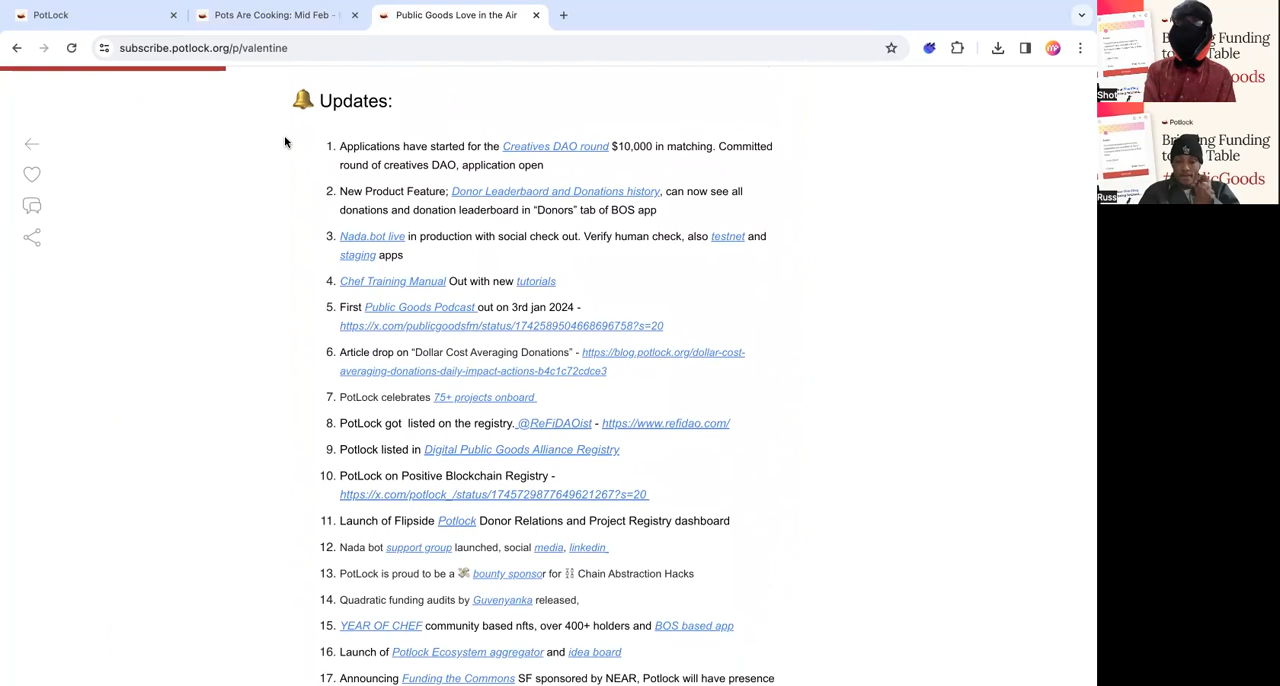 PotLock
Pots Are Cooking: Mid Feb -
Public Goods Love in the Air
subscribe.potlock.org/p/valentine
🔔 Updates:
1. Applications have started for the Creatives DAO round $10,000 in matching. Committed
round of creatives DAO, application open
2. New Product Feature; Donor Leaderbaord and Donations history, can now see all
donations and donation leaderboard in “Donors” tab of BOS app
3. Nada.bot live in production with social check out. Verify human check, also testnet and
staging apps
4. Chef Training Manual Out with new tutorials
5. First Public Goods Podcast out on 3rd jan 2024 -
https://x.com/publicgoodsfm/status/1742589504668696758?s=20
6. Article drop on “Dollar Cost Averaging Donations” - https://blog.potlock.org/dollar-cost-
averaging-donations-daily-impact-actions-b4c1c72cdce3
7. PotLock celebrates 75+ projects onboard
8. PotLock got listed on the registry. @ReFiDAOist - https://www.refidao.com/
9. Potlock listed in Digital Public Goods Alliance Registry
10. PotLock on Positive Blockchain Registry -
https://x.com/potlock_/status/1745729877649621267?s=20
11. Launch of Flipside Potlock Donor Relations and Project Registry dashboard
12. Nada bot support group launched, social media, linkedin
13. PotLock is proud to be a 💸 bounty sponsor for ⛓ Chain Abstraction Hacks
14. Quadratic funding audits by Guvenyanka released,
15. YEAR OF CHEF community based nfts, over 400+ holders and BOS based app
16. Launch of Potlock Ecosystem aggregator and idea board
17. Announcing Funding the Commons SF sponsored by NEAR, Potlock will have presence
Funding
Table
oods
Shot
Potlock
Bringing Funding
to Table
Goods
Russ